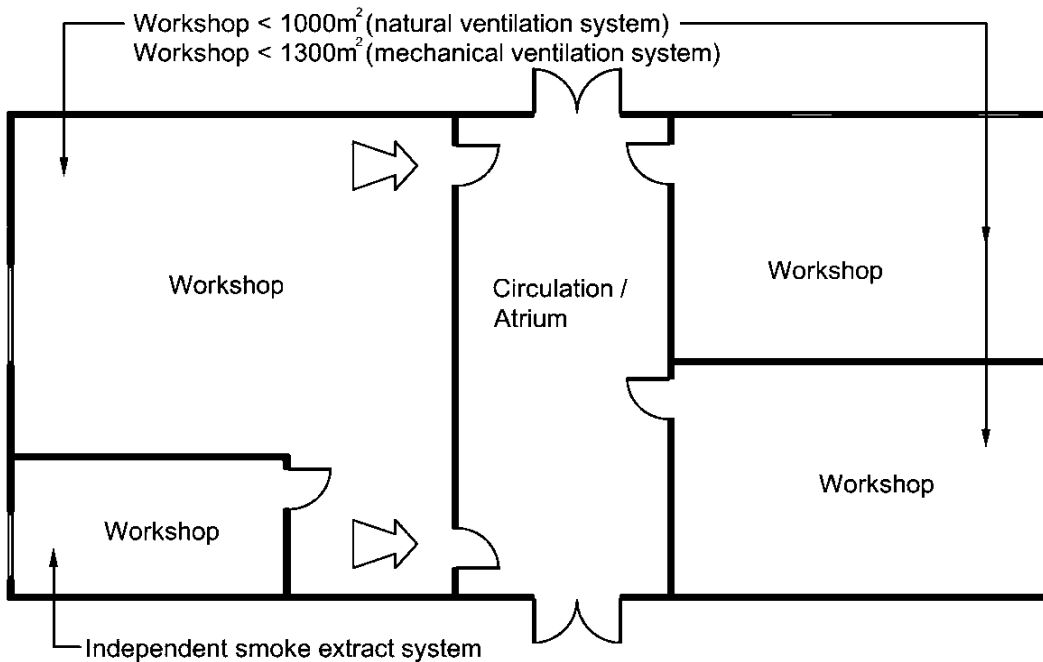 Workshop < 1000m² (natural ventilation system)
Workshop < 1300m² (mechanical ventilation system)
Workshop
Circulation /
Atrium
Workshop
Workshop
Workshop
Independent smoke extract system